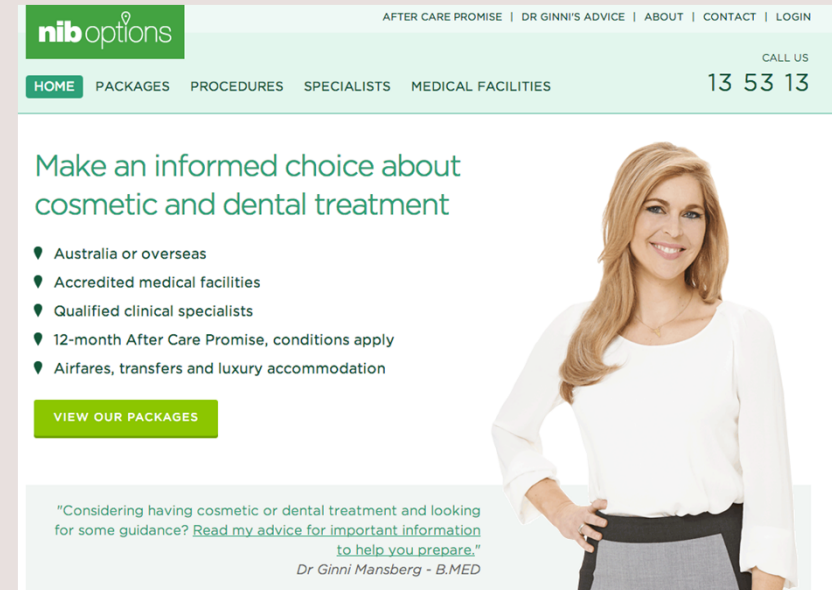 nib options
AFTER CARE PROMISE | DR GINNI'S ADVICE | ABOUT | CONTACT | LOGIN
CALL US
13 53 13
HOME PACKAGES PROCEDURES SPECIALISTS MEDICAL FACILITIES
Make an informed choice about
cosmetic and dental treatment
Australia or overseas
Accredited medical facilities
Qualified clinical specialists
12-month After Care Promise, conditions apply
Airfares, transfers and luxury accommodation
VIEW OUR PACKAGES
"Considering having cosmetic or dental treatment and looking
for some guidance? Read my advice for important information
to help you prepare."
Dr Ginni Mansberg - B.MED